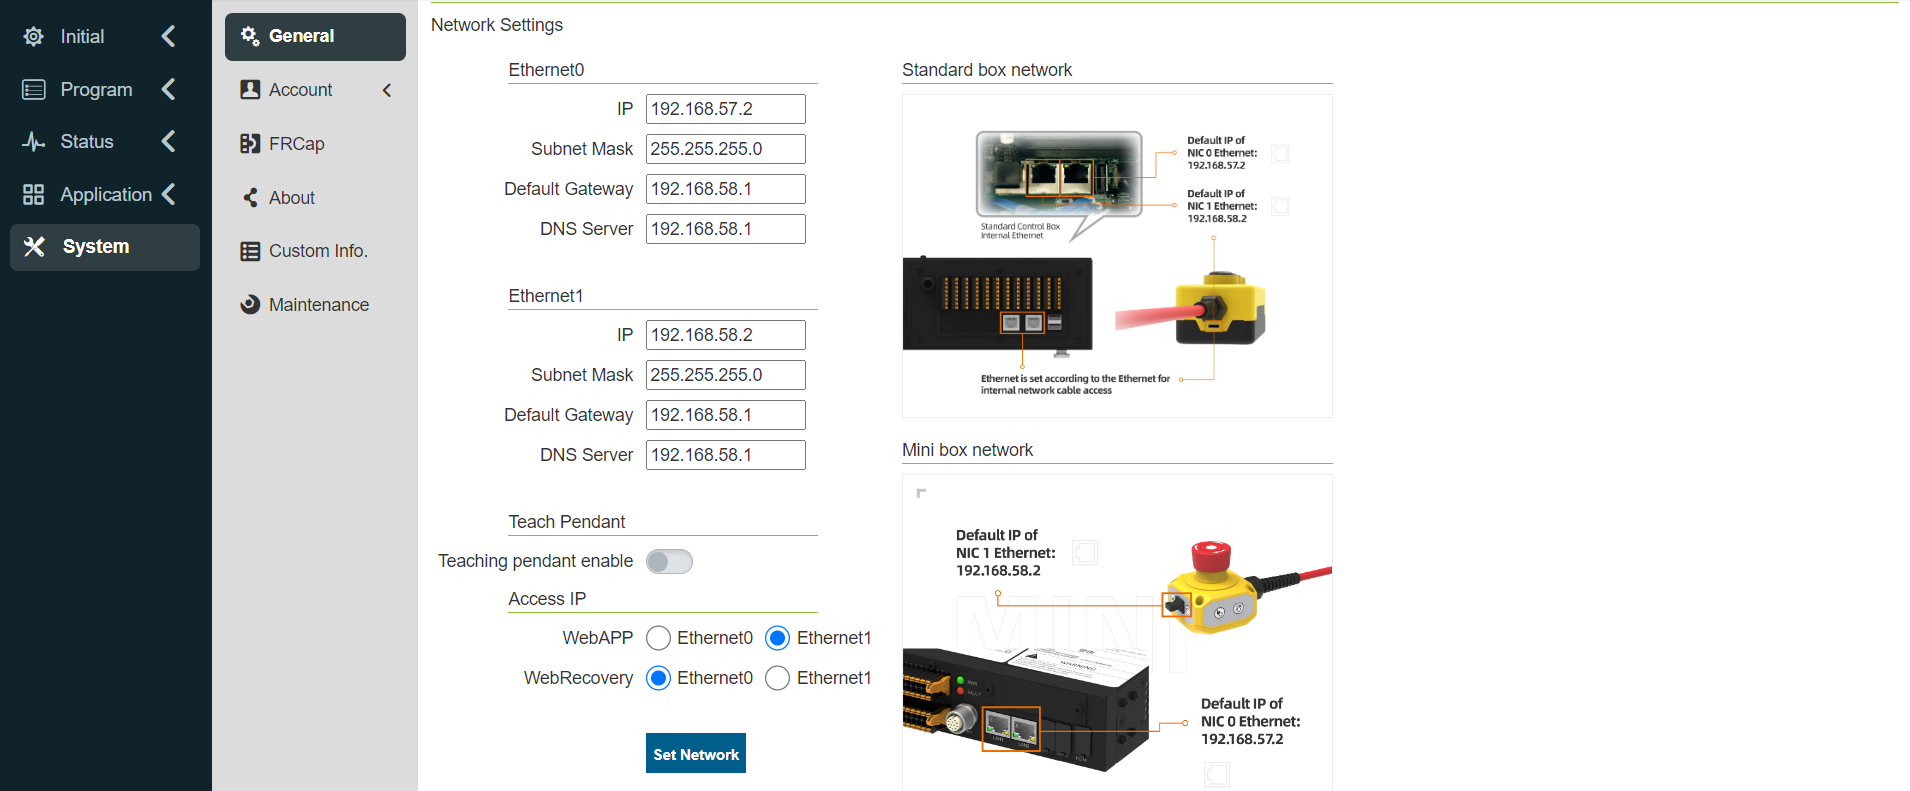 Initial
Program
Status
Application
System
General
Account
FRCap
About
Custom Info.
Maintenance
Network Settings
Ethernet0
IP 192.168.57.2
Subnet Mask 255.255.255.0
Default Gateway 192.168.58.1
DNS Server 192.168.58.1
Ethernet1
IP 192.168.58.2
Subnet Mask 255.255.255.0
Default Gateway 192.168.58.1
DNS Server 192.168.58.1
Teach Pendant
Teaching pendant enable
Access IP
WebAPP Ethernet0 Ethernet1
WebRecovery Ethernet0 Ethernet1
Set Network
Standard box network
Default IP of
NIC 0 Ethernet:
192.168.57.2
Default IP of
NIC 1 Ethernet:
192.168.58.2
Standard Control Box
Internal Ethernet
Ethernet is set according to the Ethernet for
internal network cable access
Mini box network
Default IP of
NIC 1 Ethernet:
192.168.58.2
MINI
WARNING
PWR
FAULT
LAN1 LAN2
Default IP of
NIC 0 Ethernet:
192.168.57.2